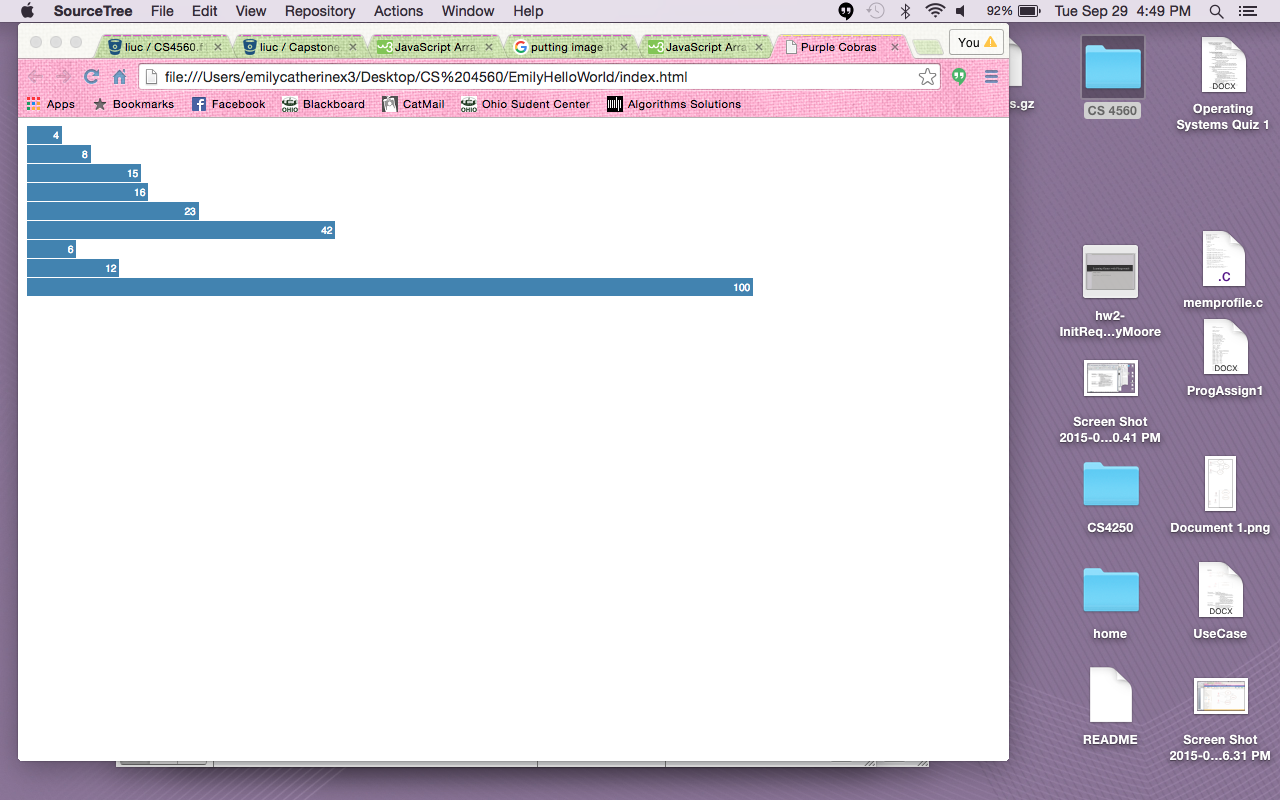 SourceTree File Edit View Repository Actions Window Help 92% Tue Sep 29 4:49 PM
liuc / CS4560.f liuc / Capstone JavaScript Arra putting image i JavaScript Arra Purple Cobras You
file:///Users/emilycatherinex3/Desktop/CS%204560/EmilyHelloWorld/index.html
Apps Bookmarks Facebook Blackboard CatMail Ohio Sudent Center Algorithms Solutions
4
8
15
16
23
42
6
12
100
s.gz
CS 4560
DOCX
Operating
Systems Quiz 1
.C
memprofile.c
hw2-
InitReq...yMoore
DOCX
ProgAssign1
Screen Shot
2015-0...0.41 PM
CS4250
Document 1.png
home
DOCX
UseCase
README
Screen Shot
2015-0...6.31 PM